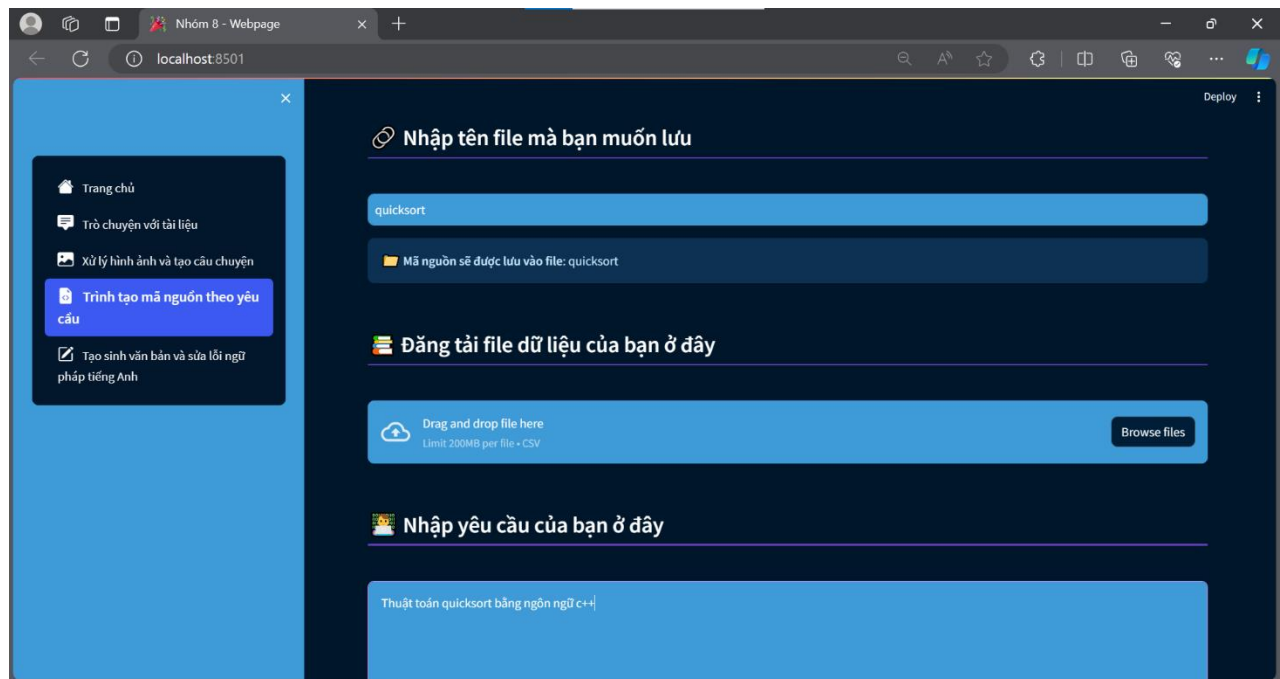 Nhóm 8 - Webpage
localhost:8501
Deploy
Trang chủ
Trò chuyện với tài liệu
Xử lý hình ảnh và tạo câu chuyện
Trình tạo mã nguồn theo yêu
cầu
Tạo sinh văn bản và sửa lỗi ngữ
pháp tiếng Anh
Nhập tên file mà bạn muốn lưu
quicksort
Mã nguồn sẽ được lưu vào file: quicksort
Đăng tải file dữ liệu của bạn ở đây
Drag and drop file here
Limit 200MB per file • CSV
Browse files
Nhập yêu cầu của bạn ở đây
Thuật toán quicksort bằng ngôn ngữ c++